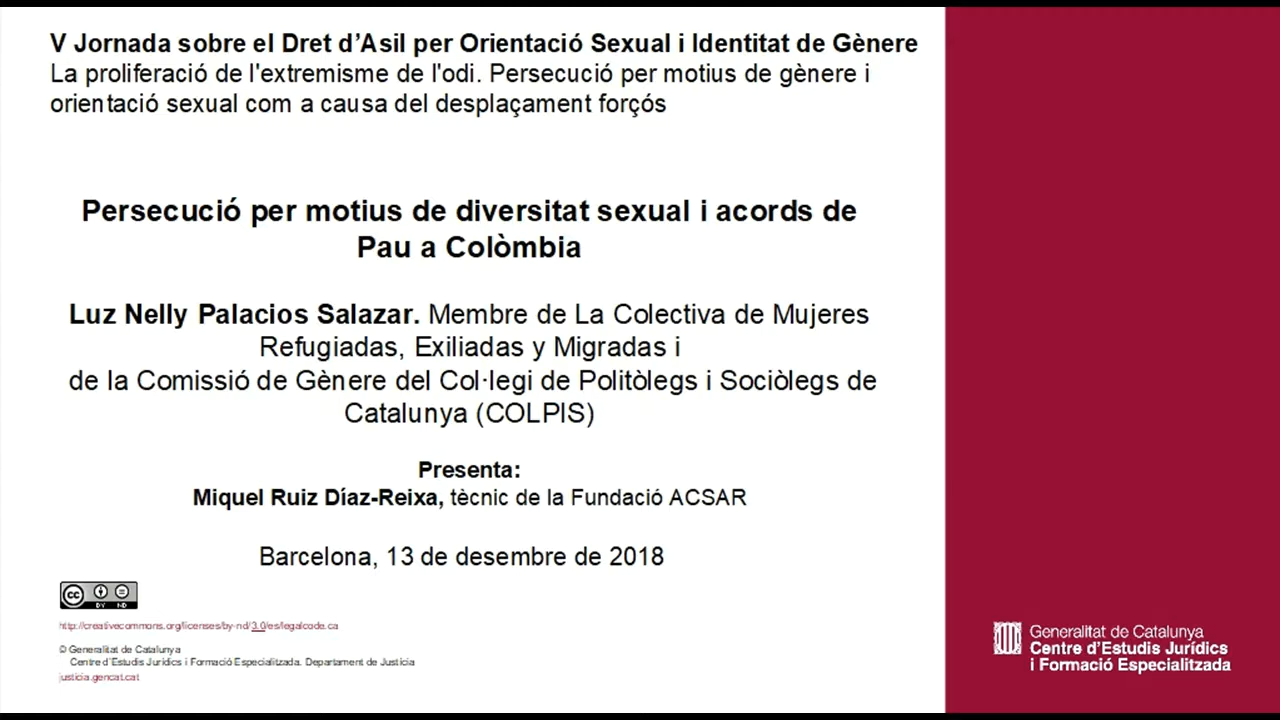 V Jornada sobre el Dret d'Asil per Orientació Sexual i Identitat de Gènere
La proliferació de l'extremisme de l'odi. Persecució per motius de gènere i
orientació sexual com a causa del desplaçament forçós
Persecució per motius de diversitat sexual i acords de
Pau a Colòmbia
Luz Nelly Palacios Salazar. Membre de La Colectiva de Mujeres
Refugiadas, Exiliadas y Migradas i
de la Comissió de Gènere del Col·legi de Politòlegs i Sociòlegs de
Catalunya (COLPIS)
Presenta:
Miquel Ruiz Díaz-Reixa, tècnic de la Fundació ACSAR
Barcelona, 13 de desembre de 2018
cc
BY ND
http://creativecommons.org/licenses/by-nd/3.0/es/legalcode.ca
© Generalitat de Catalunya
Centre d'Estudis Jurídics i Formació Especialitzada. Departament de Justícia
justicia.gencat.cat
Generalitat de Catalunya
Centre d'Estudis Jurídics
i Formació Especialitzada